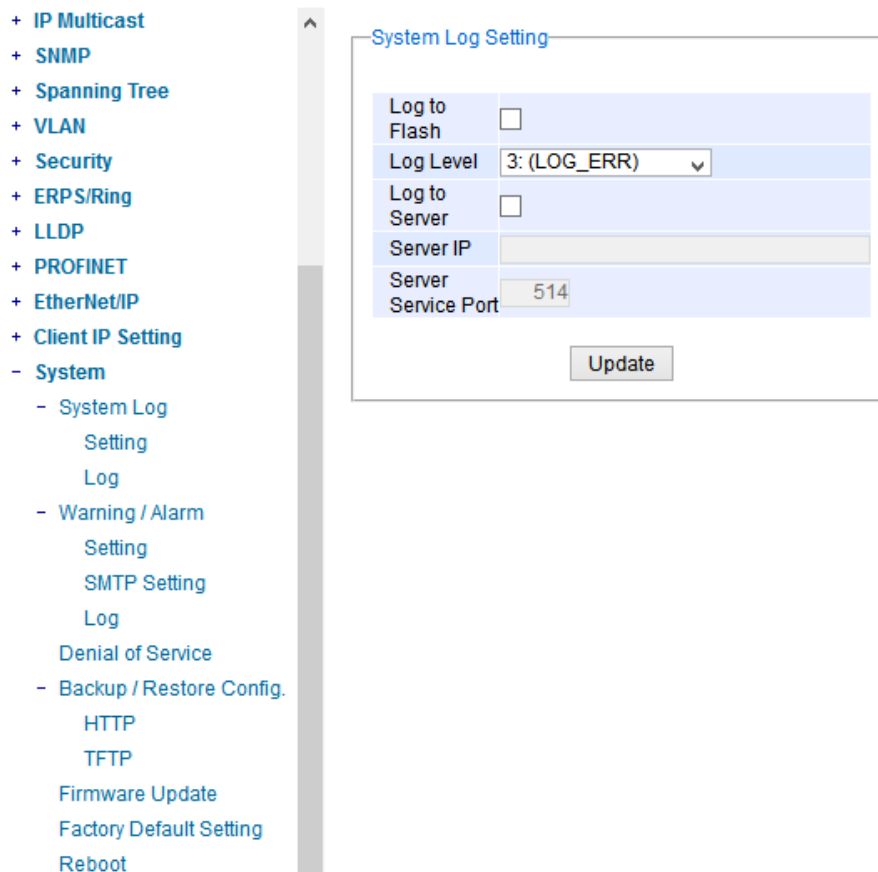 + IP Multicast
+ SNMP
+ Spanning Tree
+ VLAN
+ Security
+ ERPS/Ring
+ LLDP
+ PROFINET
+ EtherNet/IP
+ Client IP Setting
- System
- System Log
Setting
Log
- Warning / Alarm
Setting
SMTP Setting
Log
Denial of Service
- Backup / Restore Config.
HTTP
TFTP
Firmware Update
Factory Default Setting
Reboot
System Log Setting
Log to
Flash
Log Level 3: (LOG_ERR)
Log to
Server
Server IP
Server
Service Port 514
Update